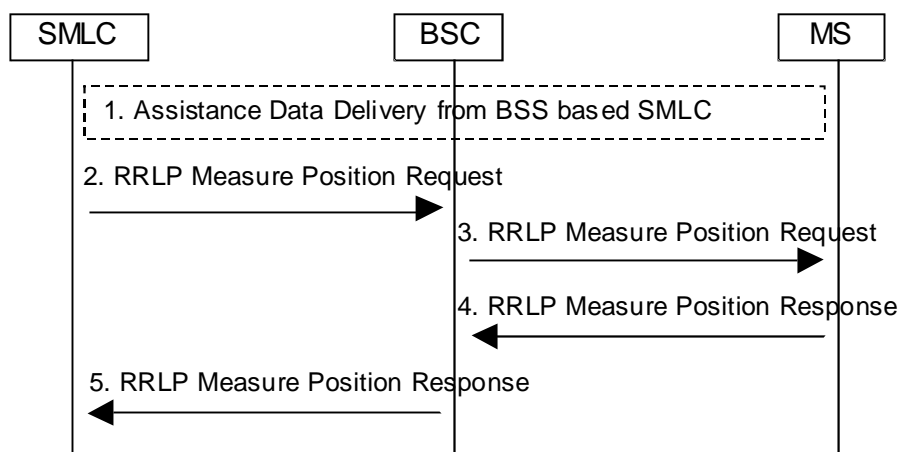 SMLC
BSC
MS
1. Assistance Data Delivery from BSS based SMLC
2. RRLP Measure Position Request
3. RRLP Measure Position Request
4. RRLP Measure Position Response
5. RRLP Measure Position Response